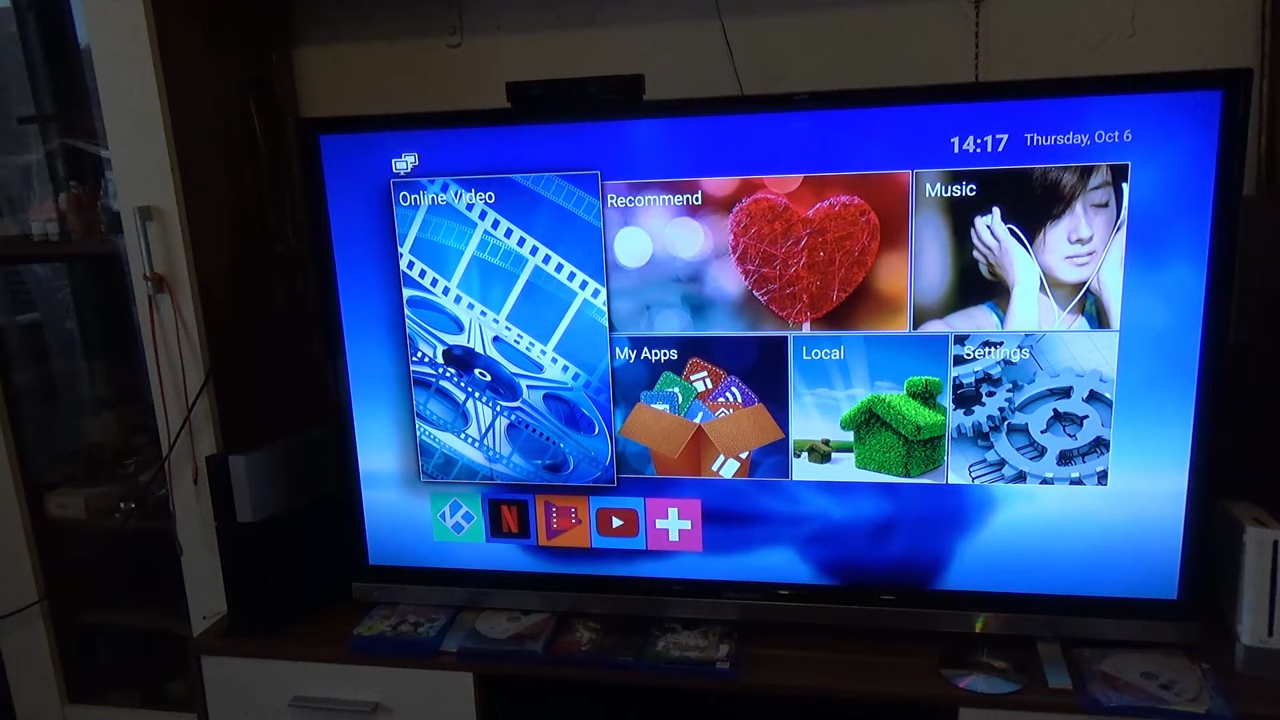 14:17 Thursday, Oct 6
Online Video
Recommend
Music
My Apps
Local
Settings
N